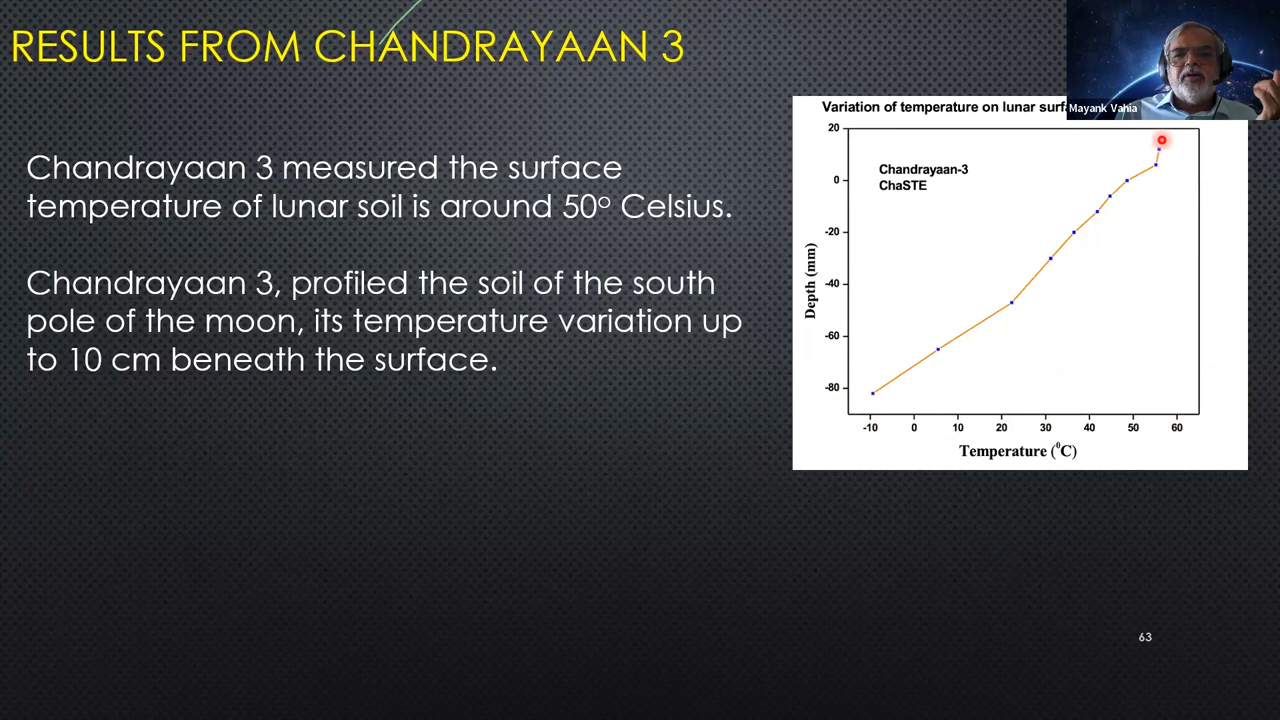 RESULTS FROM CHANDRAYAAN 3
Mayank Vahia
Chandrayaan 3 measured the surface
temperature of lunar soil is around 50° Celsius.
Chandrayaan 3, profiled the soil of the south
pole of the moon, its temperature variation up
to 10 cm beneath the surface.
Variation of temperature on lunar
Chandrayaan-3
ChaSTE
20
0
-20
-40
-60
-80
Depth (mm)
-10 0 10 20 30 40 50 60
Temperature (⁰C)
63